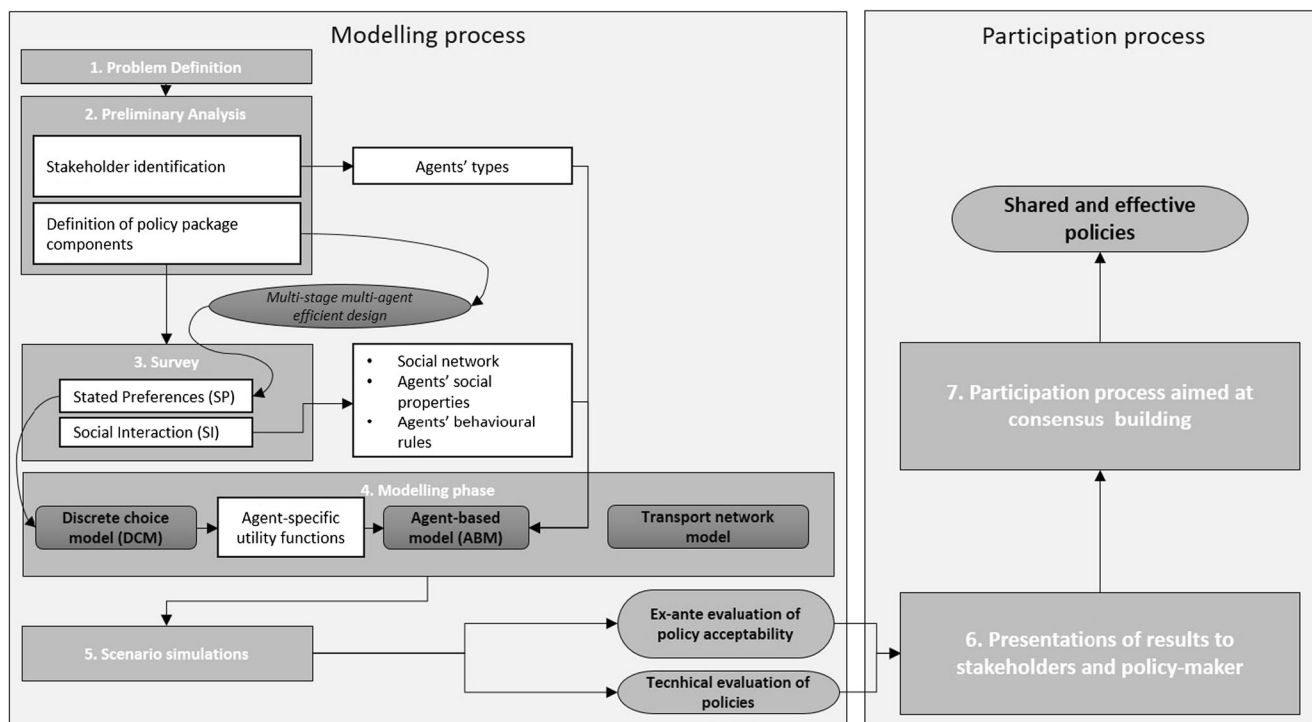 Modelling process
1. Problem Definition
2. Preliminary Analysis
Stakeholder identification
Agents' types
Definition of policy package
components
Multi-stage multi-agent
efficient design
3. Survey
Stated Preferences (SP)
Social Interaction (SI)
• Social network
• Agents' social
properties
• Agents' behavioural
rules
4. Modelling phase
Discrete choice
model (DCM)
Agent-specific
utility functions
Agent-based
model (ABM)
Transport network
model
5. Scenario simulations
Ex-ante evaluation of
policy acceptability
Tecnhical evaluation of
policies
Participation process
Shared and effective
policies
7. Participation process aimed at
consensus building
6. Presentations of results to
stakeholders and policy-maker